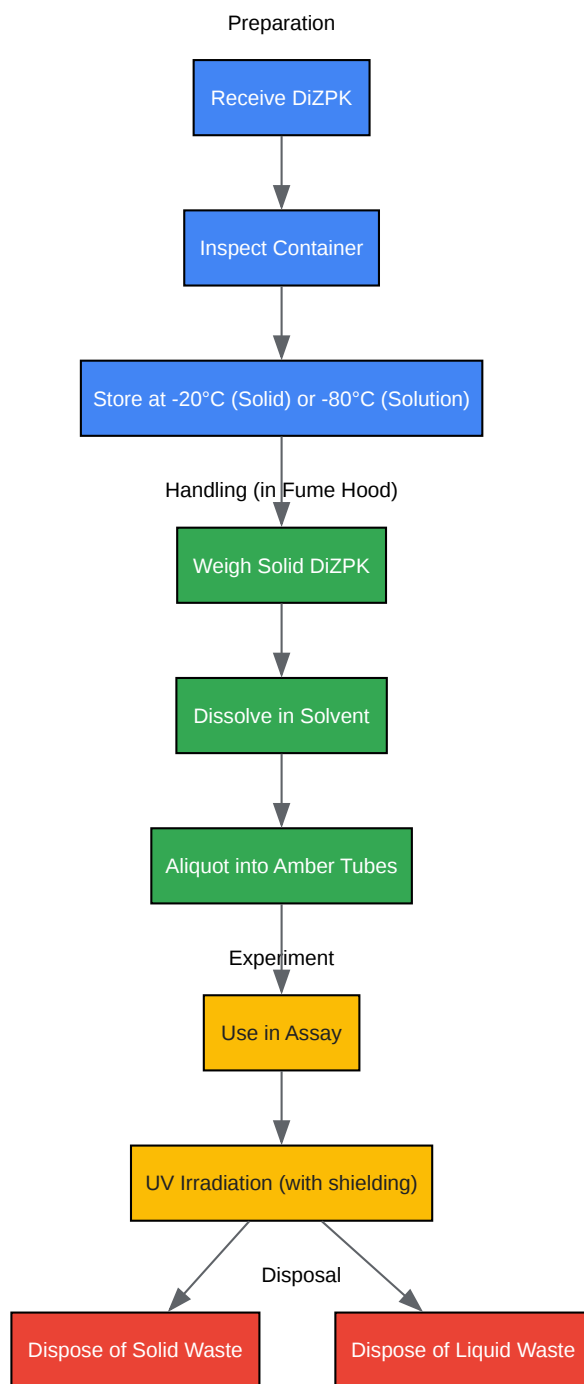 Preparation
Receive DiZPK
Inspect Container
Store at -20°C (Solid) or -80°C (Solution)
Handling (in Fume Hood)
Weigh Solid DiZPK
Dissolve in Solvent
Aliquot into Amber Tubes
Experiment
Use in Assay
UV Irradiation (with shielding)
Disposal
Dispose of Solid Waste
Dispose of Liquid Waste